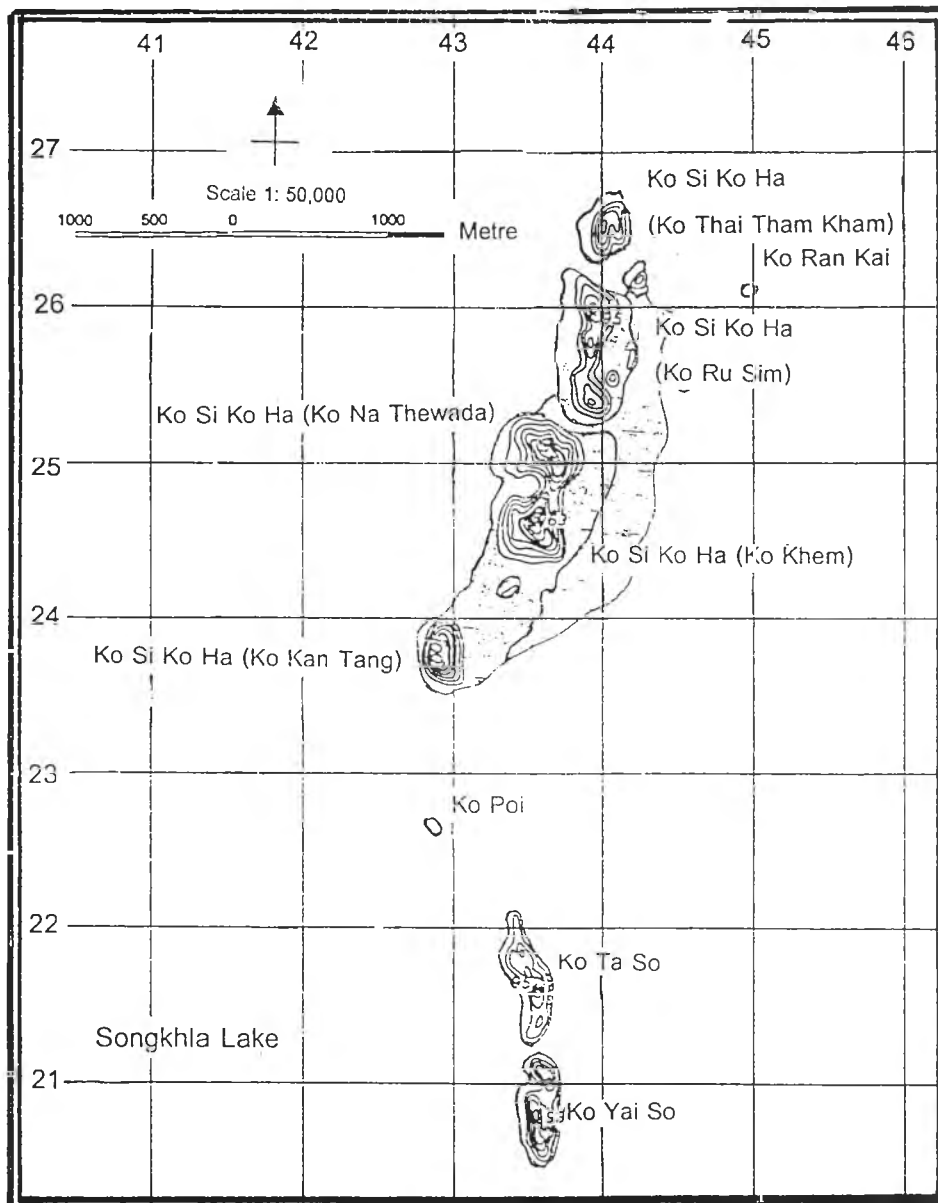 41 42 43 44 45 46
27
Ko Si Ko Ha
Scale 1: 50,000
1000 500 0 1000
Metre
(Ko Thai Tham Kham)
Ko Ran Kai
26
Ko Si Ko Ha
(Ko Ru Sim)
Ko Si Ko Ha (Ko Na Thewada)
25
Ko Si Ko Ha (Ko Khem)
24
Ko Si Ko Ha (Ko Kan Tang)
23
Ko Poi
22
Ko Ta So
Songkhla Lake
21
Ko Yai So